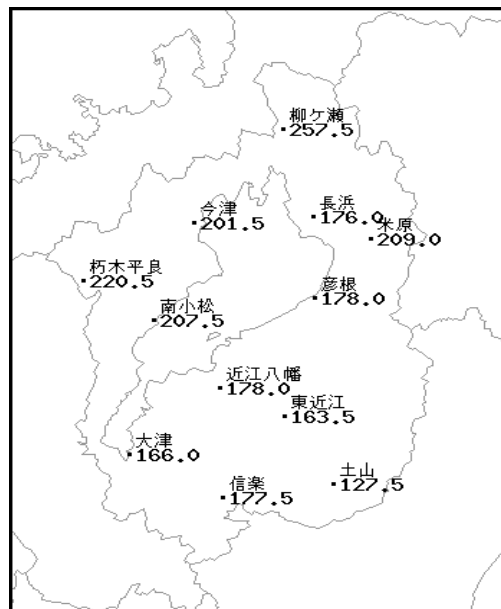 柳ケ瀬
257.5
長浜
176.0
今津
201.5
米原
209.0
朽木平良
220.5
彦根
178.0
南小松
207.5
近江八幡
178.0
東近江
163.5
大津
166.0
土山
127.5
信楽
177.5